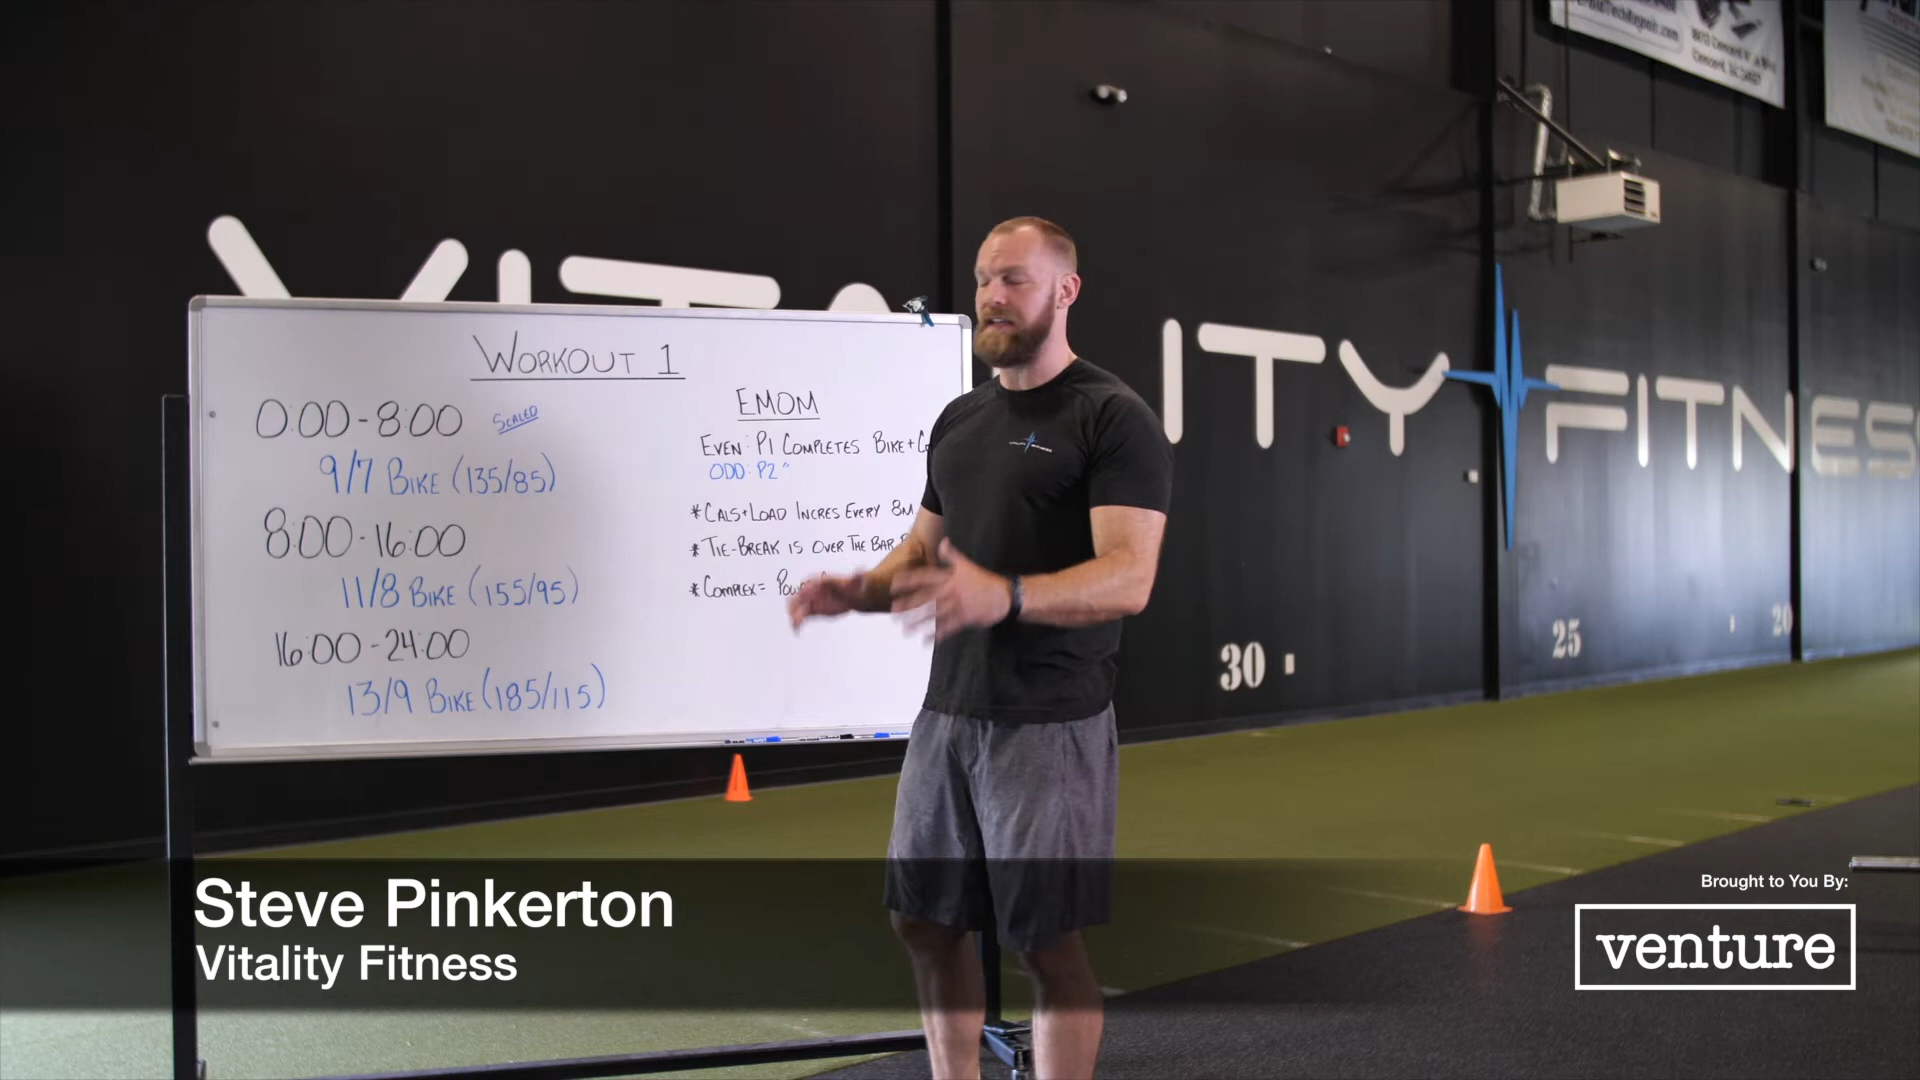 WORKOUT 1
0:00-8:00 SCALED
9/7 BIKE (135/85)
8:00-16:00
11/8 BIKE (155/95)
16:00-24:00
13/9 BIKE (185/115)
EMOM
EVEN: P1 COMPLETES BIKE+
ODD: P2 "
*CALS+LOAD INCRES EVERY 8M
*TIE-BREAK IS OVER THE BAR
*COMPLEX=
ITY FITNESS
Concord,
30
25
20
Steve Pinkerton
Vitality Fitness
Brought to You By:
venture